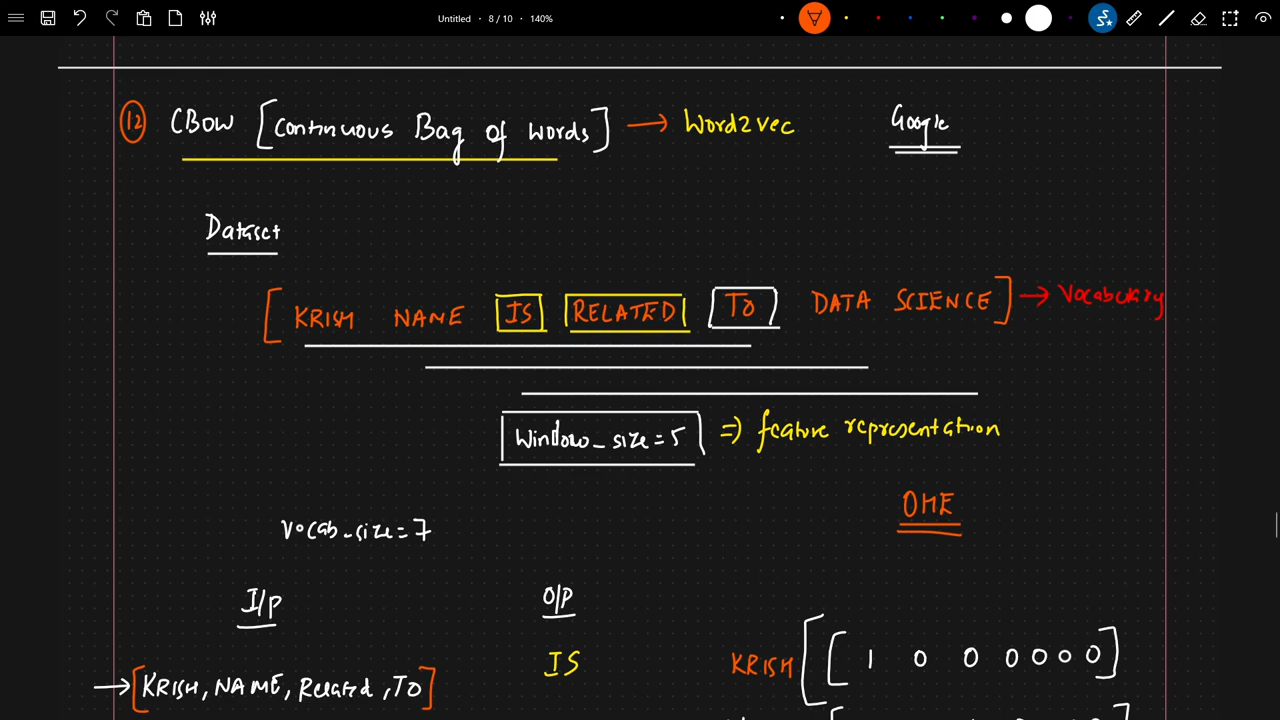 Untitled • 8 / 10 • 140%
12 CBOW [Continuous Bag of words] → Word2vec Google
Dataset
[KRISH NAME IS RELATED TO DATA SCIENCE] → Vocabulary
Window_size=5 ⇒ feature representation
OHE
Vocab_size=7
I/p O/p
IS
KRISH [[1 0 0 0 0 0 0]
→ [KRISH, NAME, Related, TO]